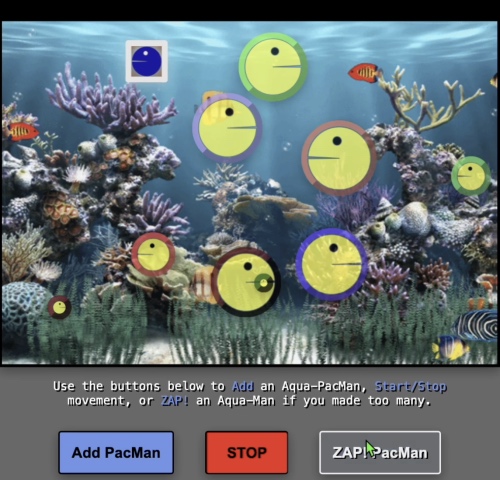 Use the buttons below to Add an Aqua-PacMan, Start/Stop
movement, or ZAP! an Aqua-Man if you made too many.
Add PacMan STOP ZAP! PacMan